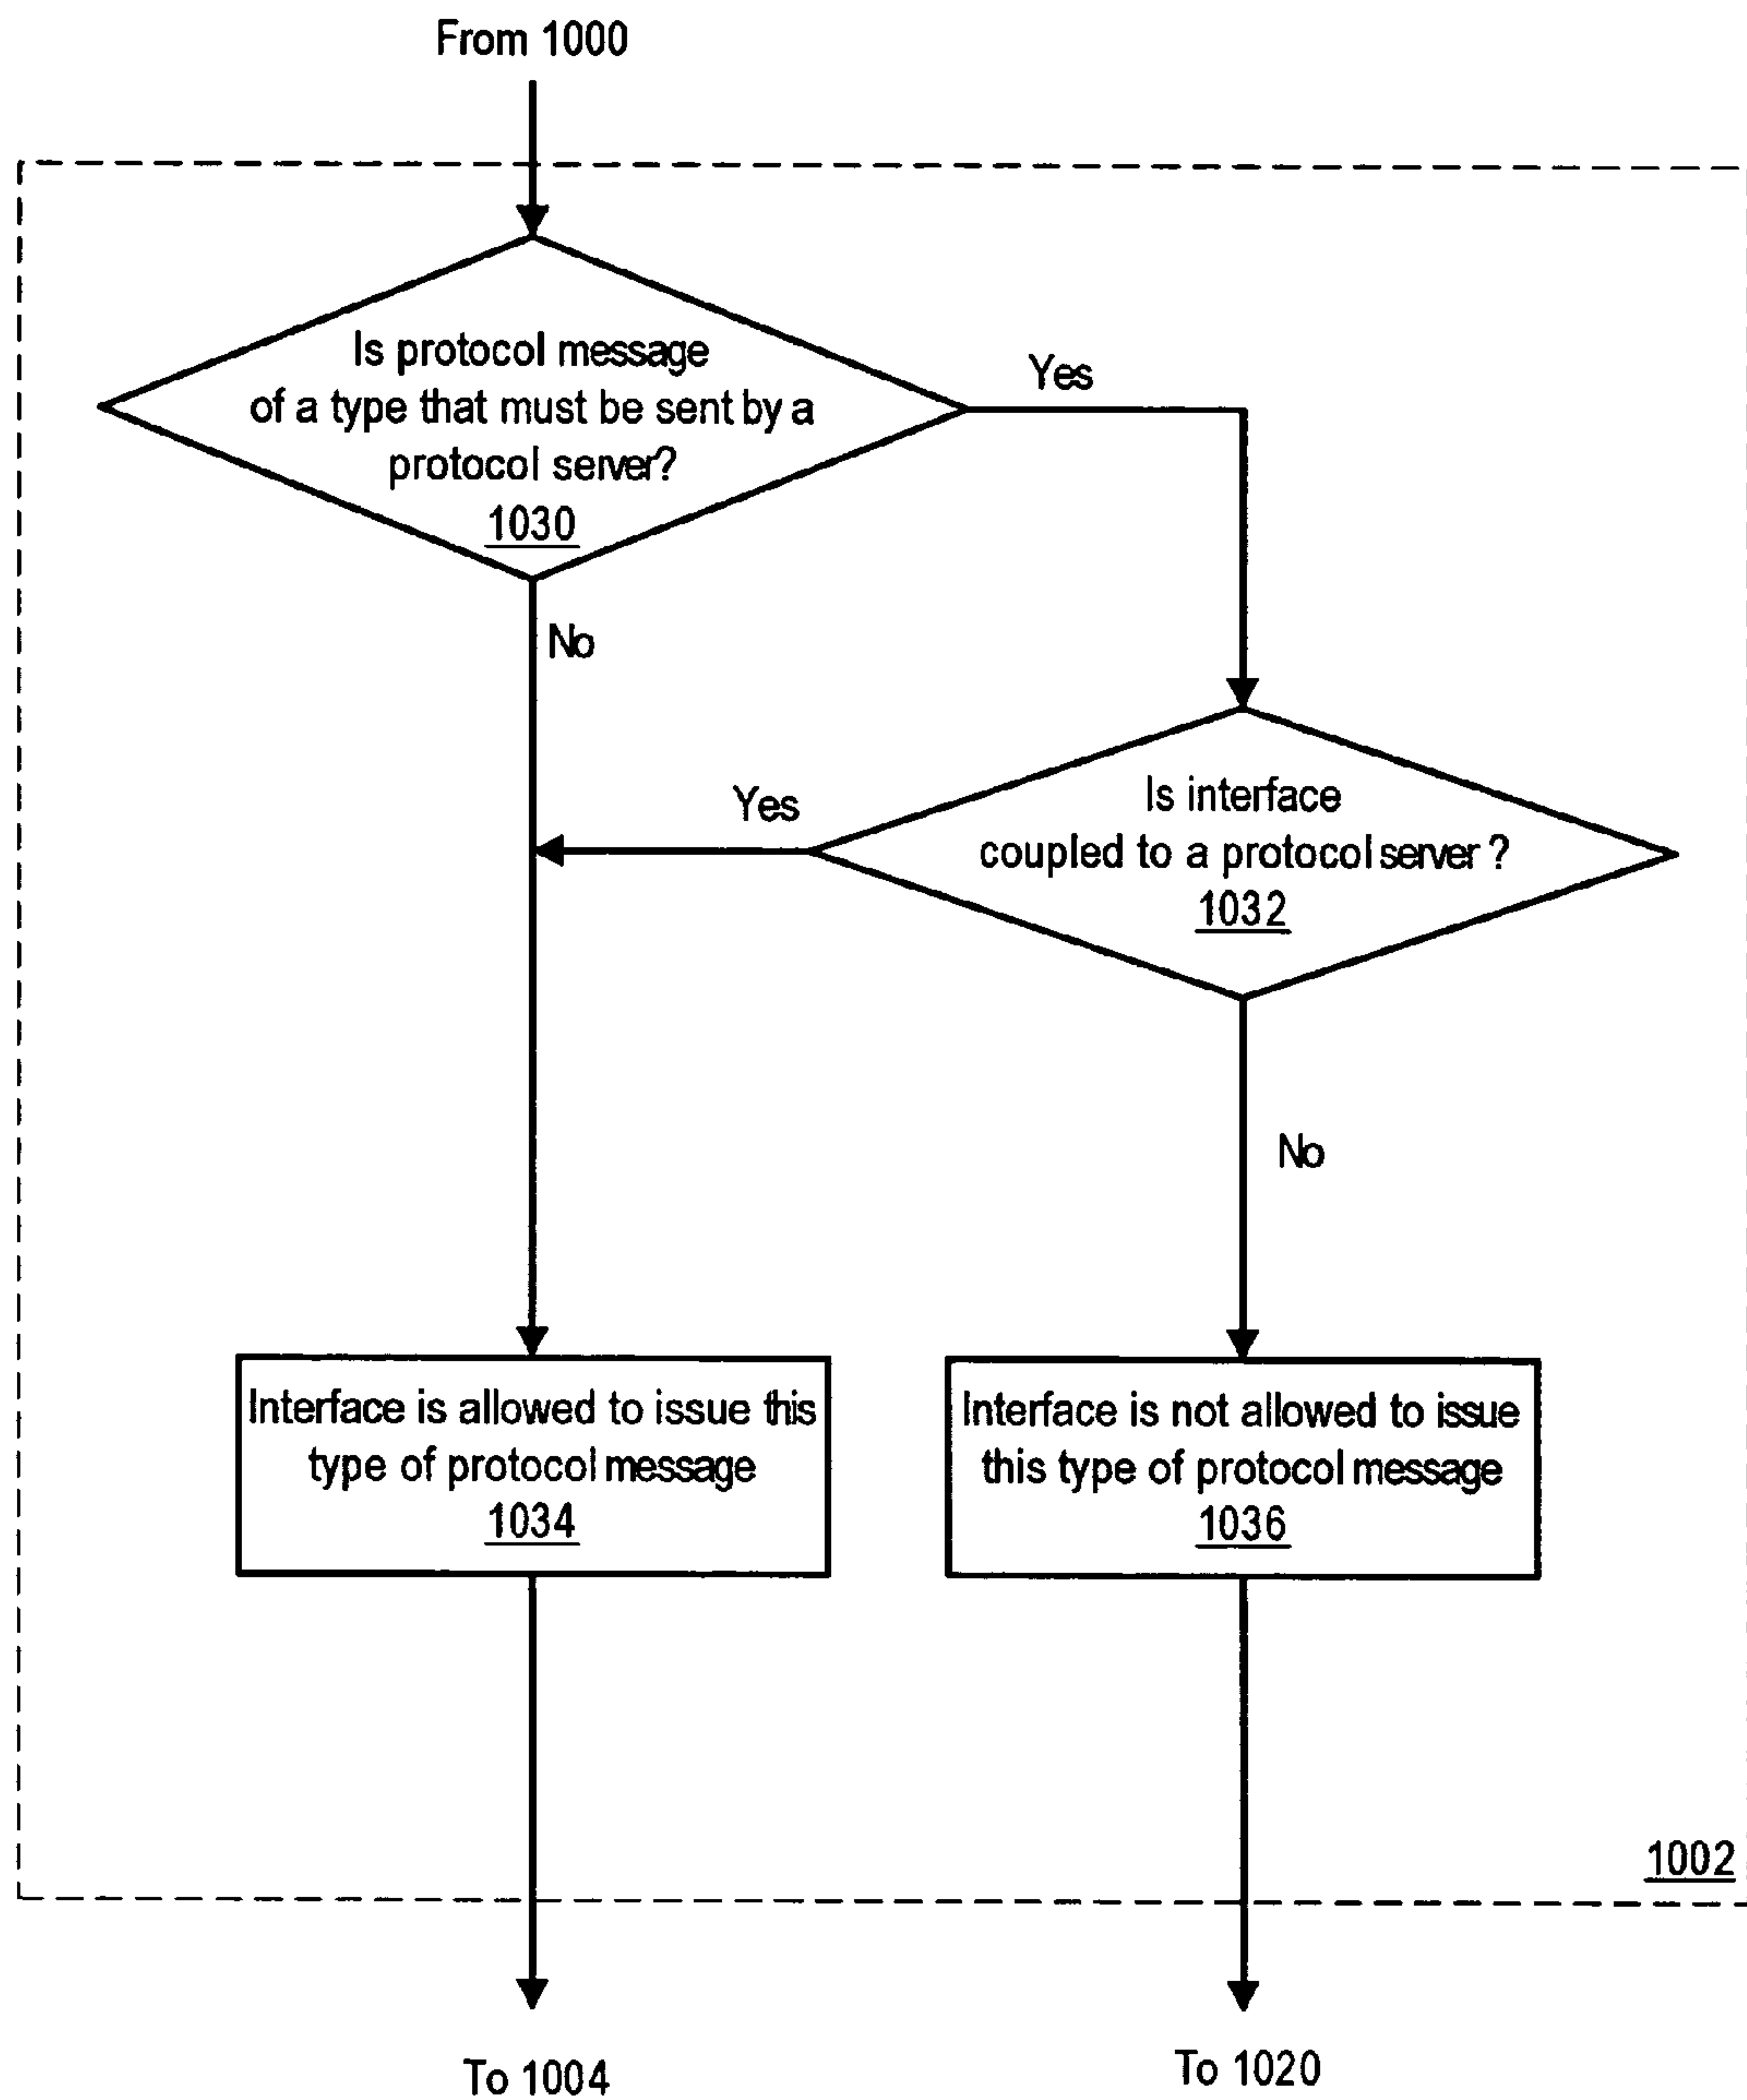 From 1000
Is protocol message
of a type that must be sent by a
protocol server?
1030
Yes
No
Is interface
coupled to a protocol server ?
1032
Yes
No
Interface is allowed to issue this
type of protocol message
1034
Interface is not allowed to issue
this type of protocol message
1036
1002
To 1004
To 1020